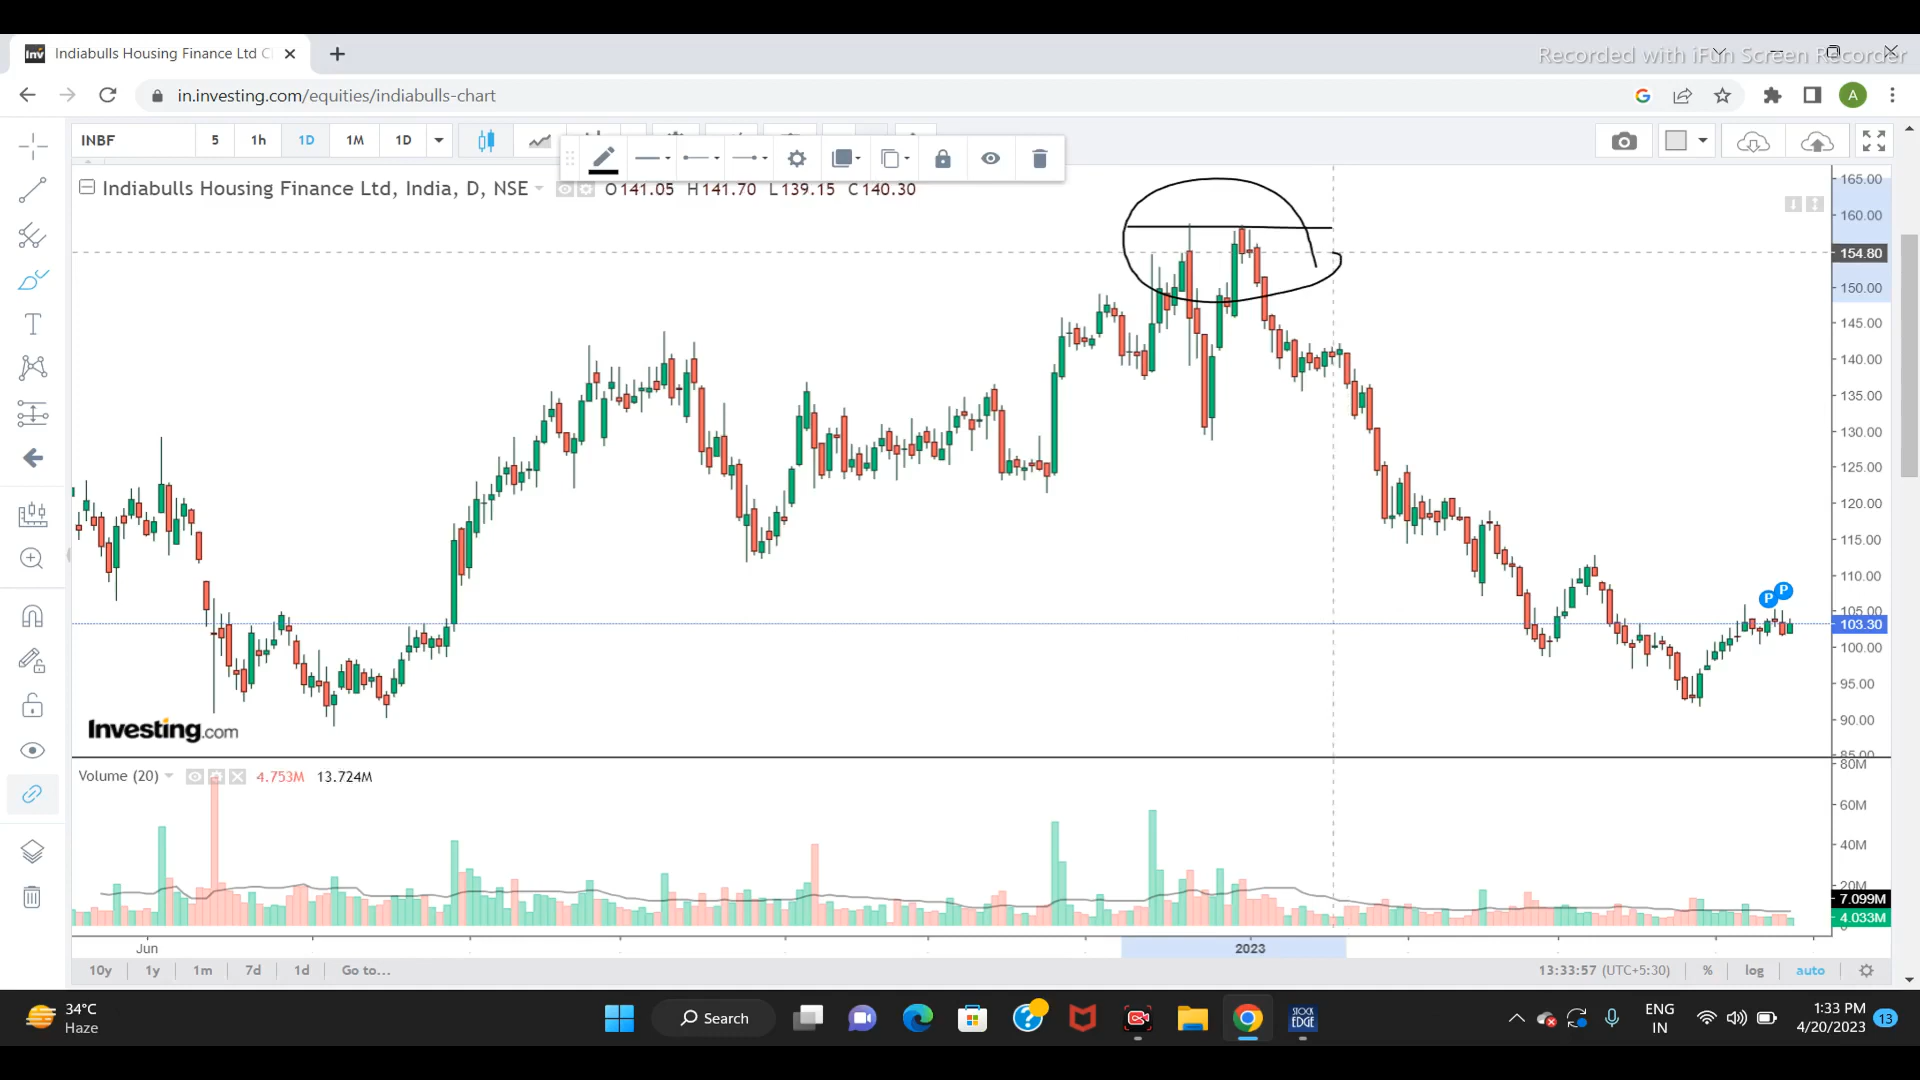 Indiabulls Housing Finance Ltd C
Recorded with iFun Screen Recorder
in.investing.com/equities/indiabulls-chart
A
INBF
5
1h
1D
1M
1D
Indiabulls Housing Finance Ltd, India, D, NSE
O141.05 H141.70 L139.15 C140.30
165.00
160.00
154.80
150.00
145.00
140.00
135.00
130.00
125.00
120.00
115.00
110.00
105.00
103.30
100.00
95.00
90.00
85.00
P
P
Investing.com
Volume (20)
4.753M 13.724M
80M
60M
40M
20M
7.099M
4.033M
0
Jun
2023
10y
1y
1m
7d
1d
Go to...
13:33:57 (UTC+5:30)
%
log
auto
34°C
Haze
Search
STOCK
EDGE
ENG
IN
1:33 PM
4/20/2023
13